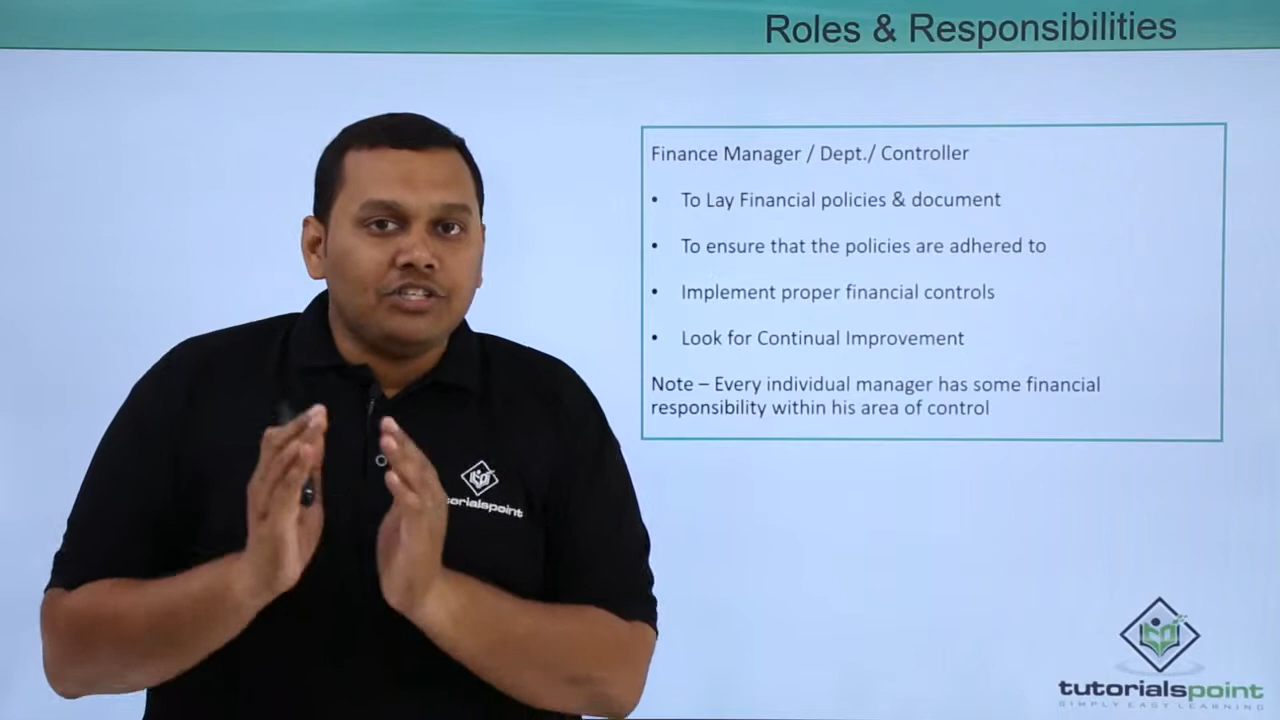 Roles & Responsibilities
Finance Manager / Dept./ Controller
• To Lay Financial policies & document
• To ensure that the policies are adhered to
• Implement proper financial controls
• Look for Continual Improvement
Note – Every individual manager has some financial
responsibility within his area of control
torialspoint
tutorialspoint
SIMPLY EASY LEARNING